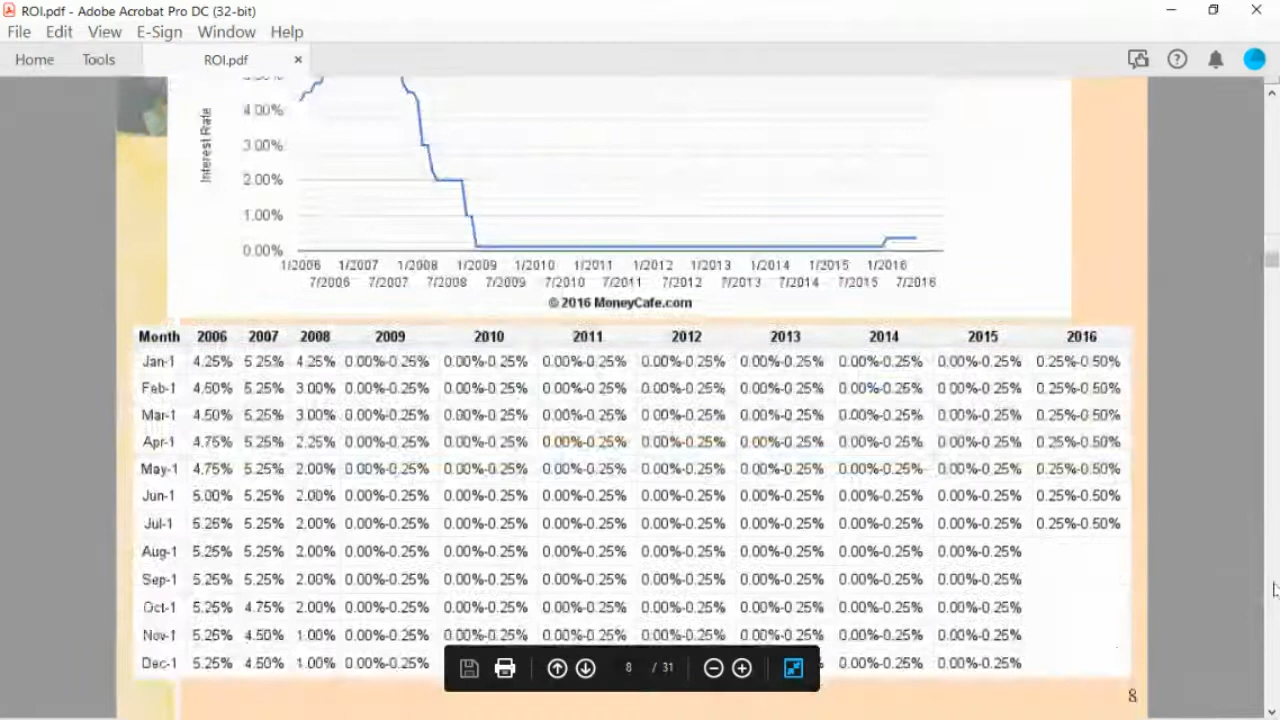 ROI.pdf - Adobe Acrobat Pro DC (32-bit)
File Edit View E-Sign Window Help
Home Tools ROI.pdf ×
4.00%
3.00%
2.00%
1.00%
0.00%
Interest Rate
1/2006 1/2007 1/2008 1/2009 1/2010 1/2011 1/2012 1/2013 1/2014 1/2015 1/2016
7/2006 7/2007 7/2008 7/2009 7/2010 7/2011 7/2012 7/2013 7/2014 7/2015 7/2016
© 2016 MoneyCafe.com
Month 2006 2007 2008 2009 2010 2011 2012 2013 2014 2015 2016
Jan-1 4.25% 5.25% 4.25% 0.00%-0.25% 0.00%-0.25% 0.00%-0.25% 0.00%-0.25% 0.00%-0.25% 0.00%-0.25% 0.00%-0.25% 0.25%-0.50%
Feb-1 4.50% 5.25% 3.00% 0.00%-0.25% 0.00%-0.25% 0.00%-0.25% 0.00%-0.25% 0.00%-0.25% 0.00%-0.25% 0.00%-0.25% 0.25%-0.50%
Mar-1 4.50% 5.25% 3.00% 0.00%-0.25% 0.00%-0.25% 0.00%-0.25% 0.00%-0.25% 0.00%-0.25% 0.00%-0.25% 0.00%-0.25% 0.25%-0.50%
Apr-1 4.75% 5.25% 2.25% 0.00%-0.25% 0.00%-0.25% 0.00%-0.25% 0.00%-0.25% 0.00%-0.25% 0.00%-0.25% 0.00%-0.25% 0.25%-0.50%
May-1 4.75% 5.25% 2.00% 0.00%-0.25% 0.00%-0.25% 0.00%-0.25% 0.00%-0.25% 0.00%-0.25% 0.00%-0.25% 0.00%-0.25% 0.25%-0.50%
Jun-1 5.00% 5.25% 2.00% 0.00%-0.25% 0.00%-0.25% 0.00%-0.25% 0.00%-0.25% 0.00%-0.25% 0.00%-0.25% 0.00%-0.25% 0.25%-0.50%
Jul-1 5.25% 5.25% 2.00% 0.00%-0.25% 0.00%-0.25% 0.00%-0.25% 0.00%-0.25% 0.00%-0.25% 0.00%-0.25% 0.00%-0.25% 0.25%-0.50%
Aug-1 5.25% 5.25% 2.00% 0.00%-0.25% 0.00%-0.25% 0.00%-0.25% 0.00%-0.25% 0.00%-0.25% 0.00%-0.25% 0.00%-0.25%
Sep-1 5.25% 5.25% 2.00% 0.00%-0.25% 0.00%-0.25% 0.00%-0.25% 0.00%-0.25% 0.00%-0.25% 0.00%-0.25% 0.00%-0.25%
Oct-1 5.25% 4.75% 2.00% 0.00%-0.25% 0.00%-0.25% 0.00%-0.25% 0.00%-0.25% 0.00%-0.25% 0.00%-0.25% 0.00%-0.25%
Nov-1 5.25% 4.50% 1.00% 0.00%-0.25% 0.00%-0.25% 0.00%-0.25% 0.00%-0.25% 0.00%-0.25% 0.00%-0.25% 0.00%-0.25%
Dec-1 5.25% 4.50% 1.00% 0.00%-0.25% 0.00%-0.25% 0.00%-0.25%
8 / 31
8